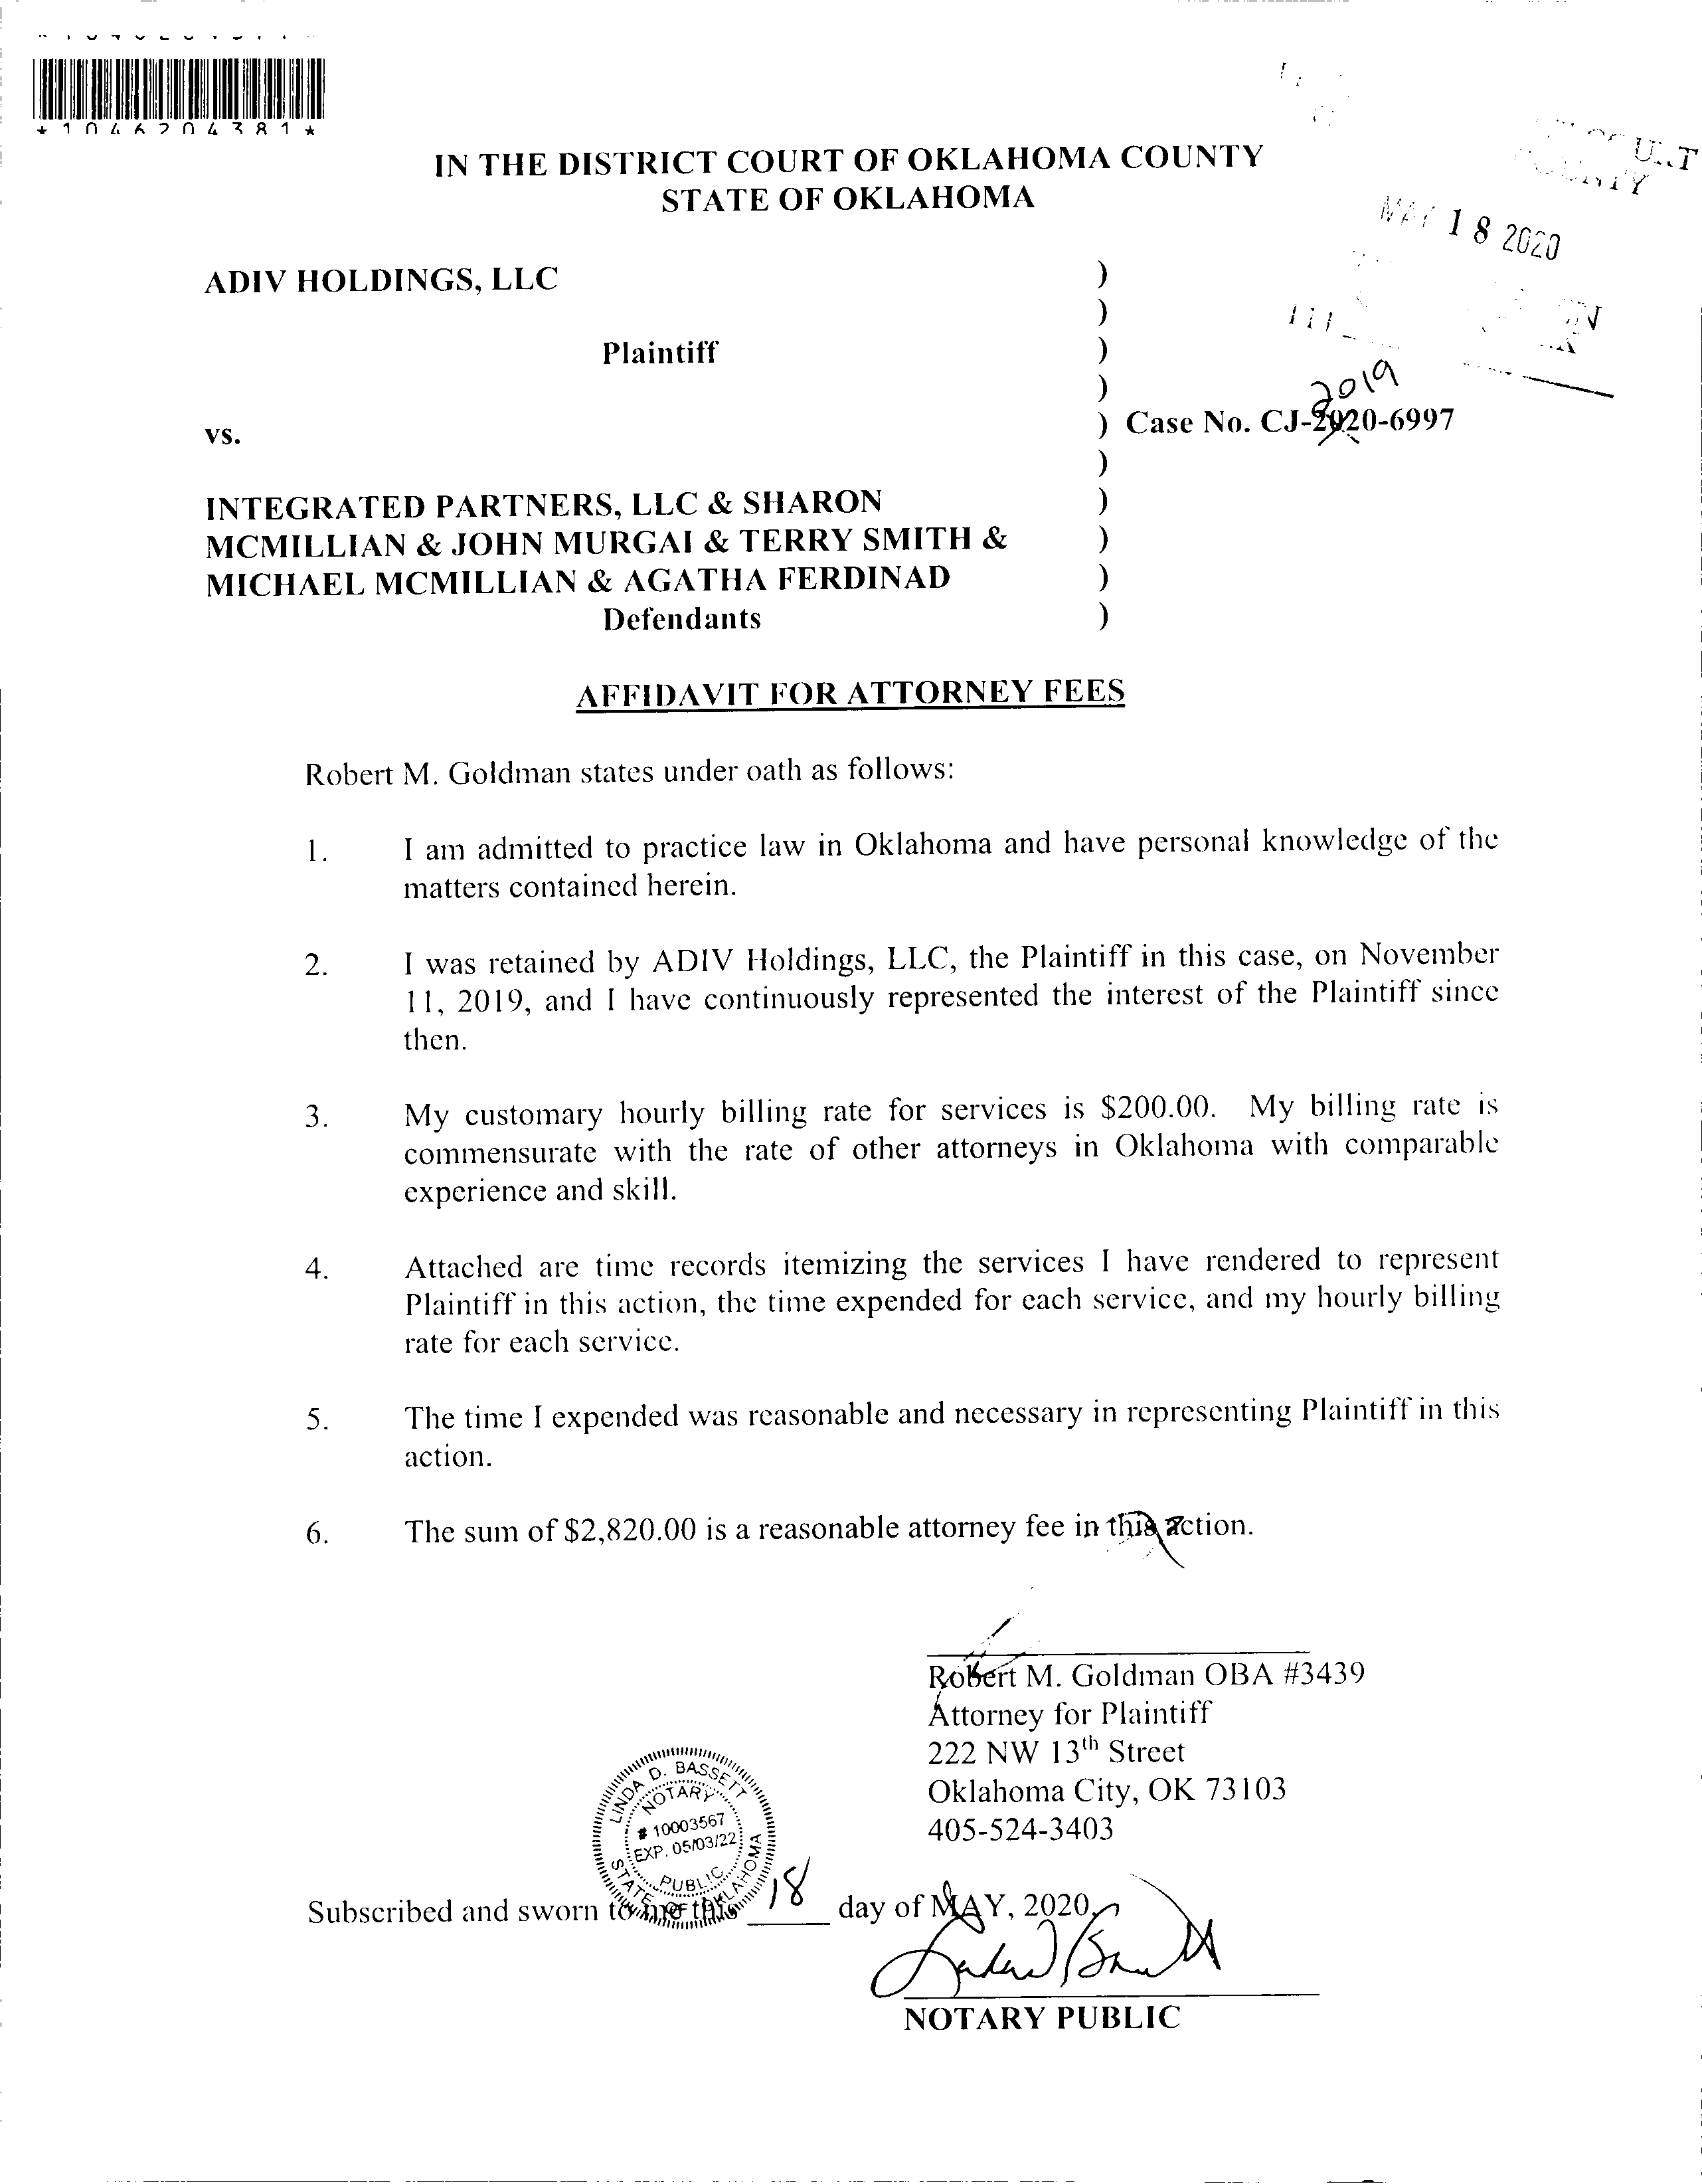 *1046204381*
IN THE DISTRICT COURT OF OKLAHOMA COUNTY
STATE OF OKLAHOMA
MAY 18 2020
ADIV HOLDINGS, LLC )
)
Plaintiff )
)
2019
vs. ) Case No. CJ-2020-6997
)
INTEGRATED PARTNERS, LLC & SHARON )
MCMILLIAN & JOHN MURGAI & TERRY SMITH & )
MICHAEL MCMILLIAN & AGATHA FERDINAD )
Defendants )
AFFIDAVIT FOR ATTORNEY FEES
Robert M. Goldman states under oath as follows:
1. I am admitted to practice law in Oklahoma and have personal knowledge of the
matters contained herein.
2. I was retained by ADIV Holdings, LLC, the Plaintiff in this case, on November
11, 2019, and I have continuously represented the interest of the Plaintiff since
then.
3. My customary hourly billing rate for services is $200.00. My billing rate is
commensurate with the rate of other attorneys in Oklahoma with comparable
experience and skill.
4. Attached are time records itemizing the services I have rendered to represent
Plaintiff in this action, the time expended for each service, and my hourly billing
rate for each service.
5. The time I expended was reasonable and necessary in representing Plaintiff in this
action.
6. The sum of $2,820.00 is a reasonable attorney fee in this action.
Robert M. Goldman OBA #3439
Attorney for Plaintiff
222 NW 13th Street
Oklahoma City, OK 73103
405-524-3403
LINDA D. BASSETT
NOTARY
# 10003567
EXP. 05/03/22
PUBLIC
STATE OF OKLAHOMA
Subscribed and sworn to me this 18 day of MAY, 2020.
NOTARY PUBLIC